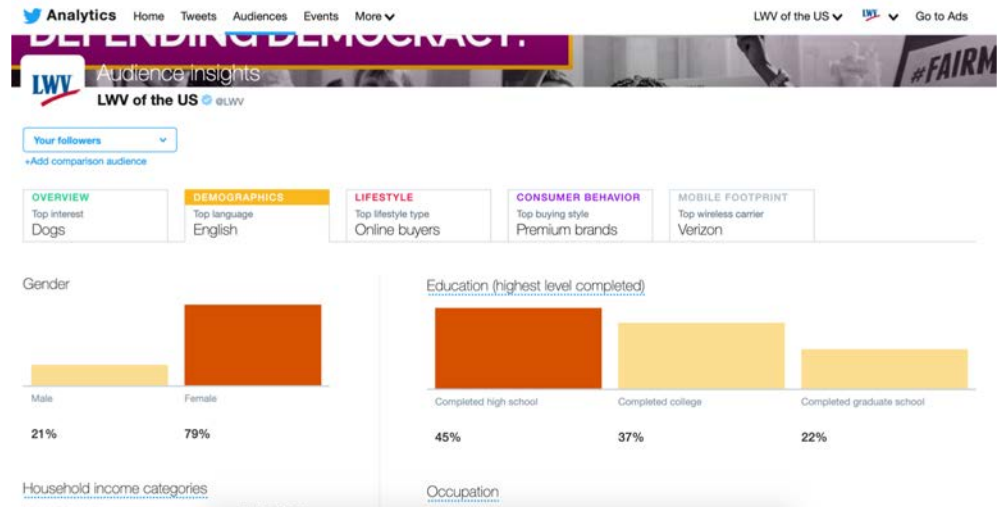 Analytics Home Tweets Audiences Events More LWV of the US LWV Go to Ads
DEFENDING DEMOCRACY.
#FAIRM
LWV
Audience insights
LWV of the US @LWV
Your followers
+Add comparison audience
OVERVIEW
Top interest
Dogs
DEMOGRAPHICS
Top language
English
LIFESTYLE
Top lifestyle type
Online buyers
CONSUMER BEHAVIOR
Top buying style
Premium brands
MOBILE FOOTPRINT
Top wireless carrier
Verizon
Gender
Male Female
21% 79%
Education (highest level completed)
Completed high school Completed college Completed graduate school
45% 37% 22%
Household income categories
Occupation